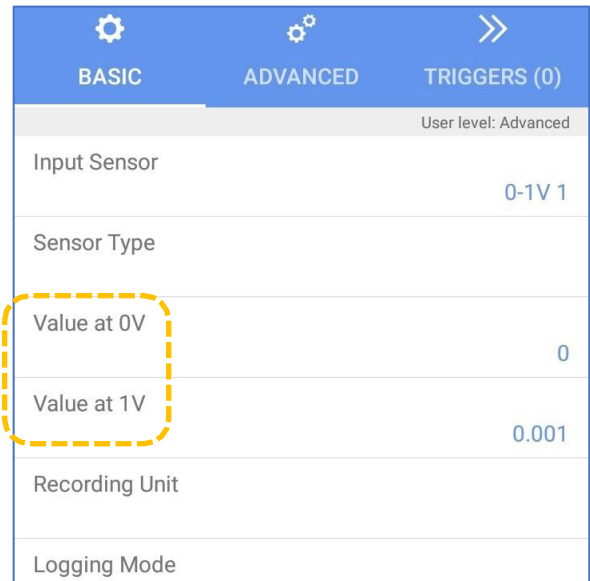 BASIC ADVANCED TRIGGERS (0)
User level: Advanced
Input Sensor
0-1V 1
Sensor Type
Value at 0V
0
Value at 1V
0.001
Recording Unit
Logging Mode